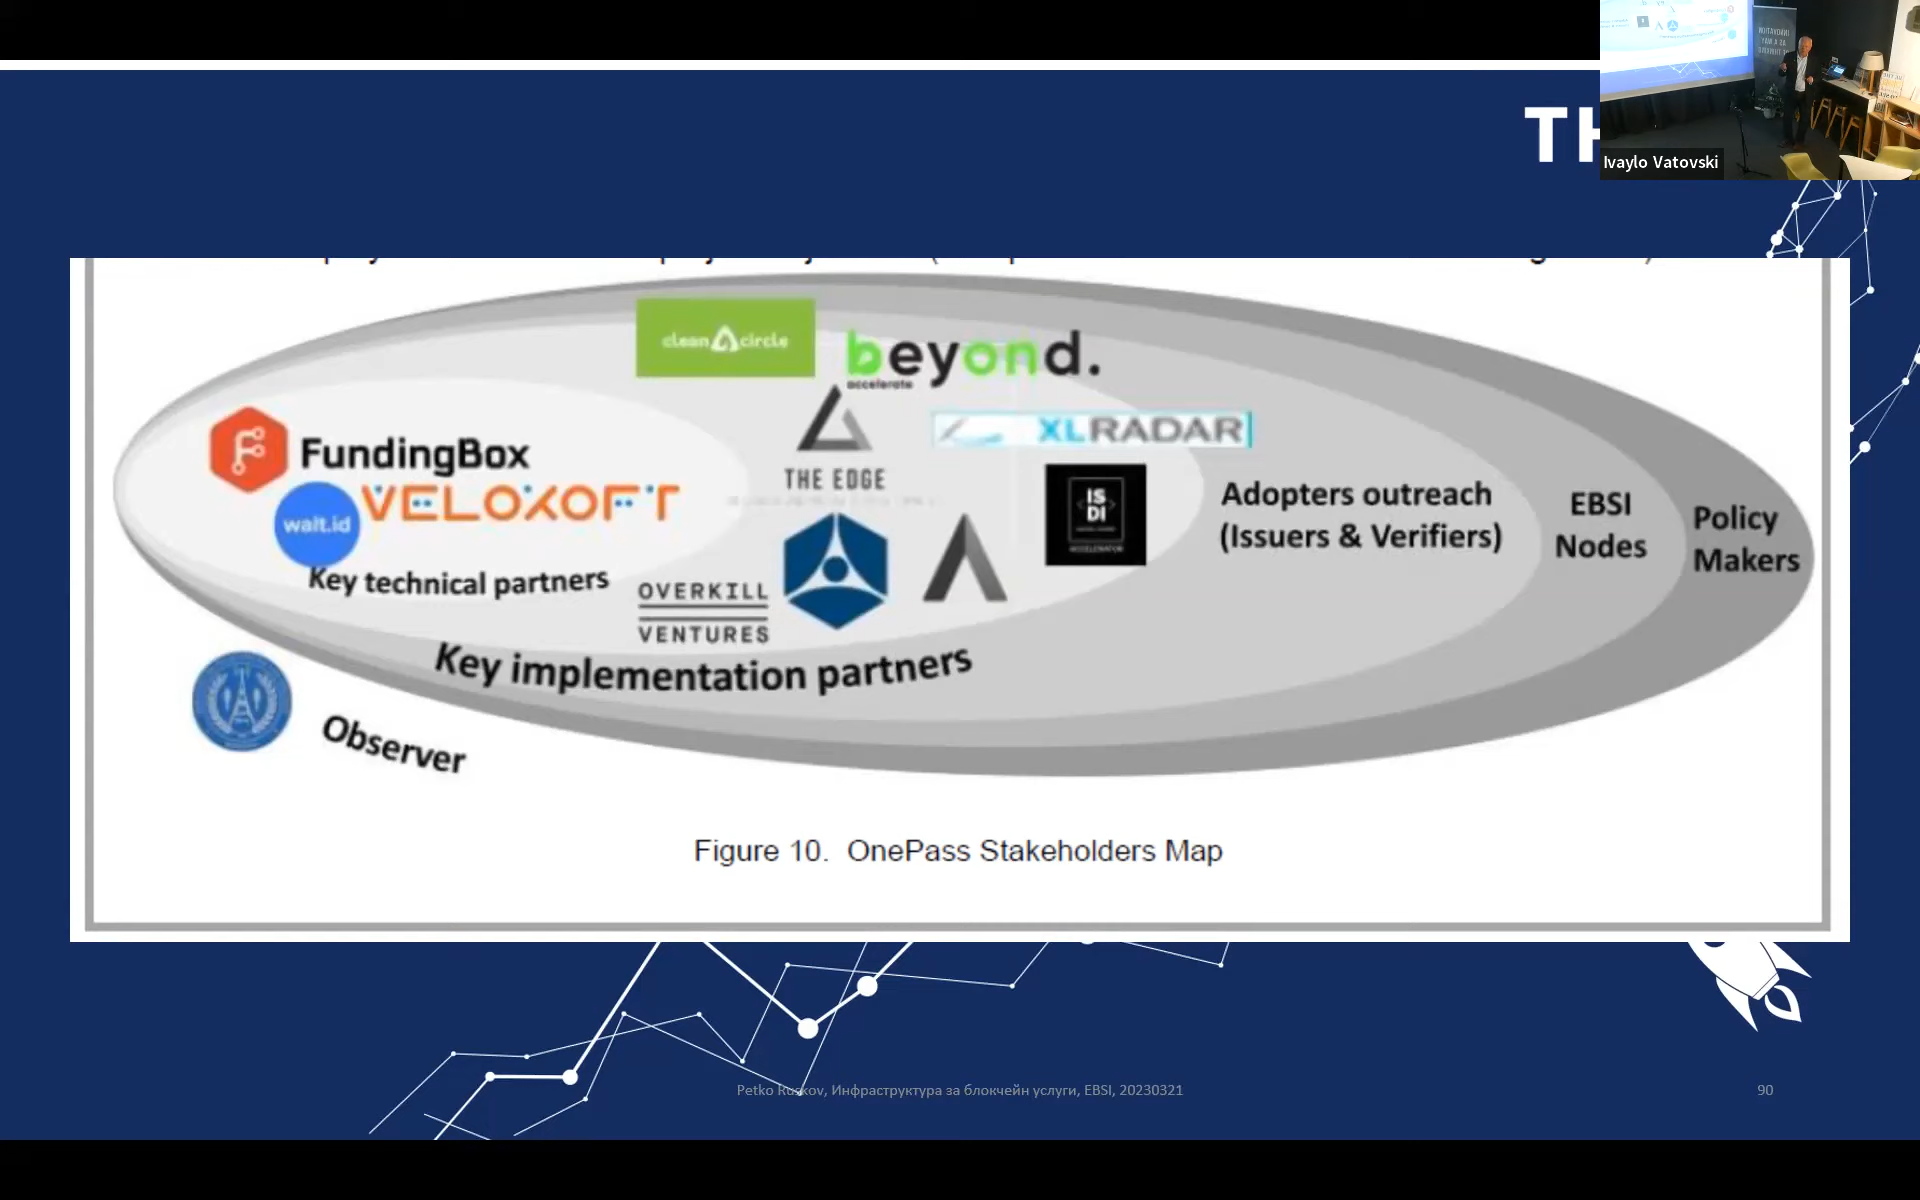 TH
Ivaylo Vatovski
clean circle
beyond.
accelerate
FundingBox
VELOXOFT
walt.id
Key technical partners
THE EDGE
XLRADAR
IS
DI
OVERKILL
VENTURES
Key implementation partners
Adopters outreach
(Issuers & Verifiers)
EBSI
Nodes
Policy
Makers
Observer
Figure 10. OnePass Stakeholders Map
Petko Ruskov, Инфраструктура за блокчейн услуги, EBSI, 20230321
90